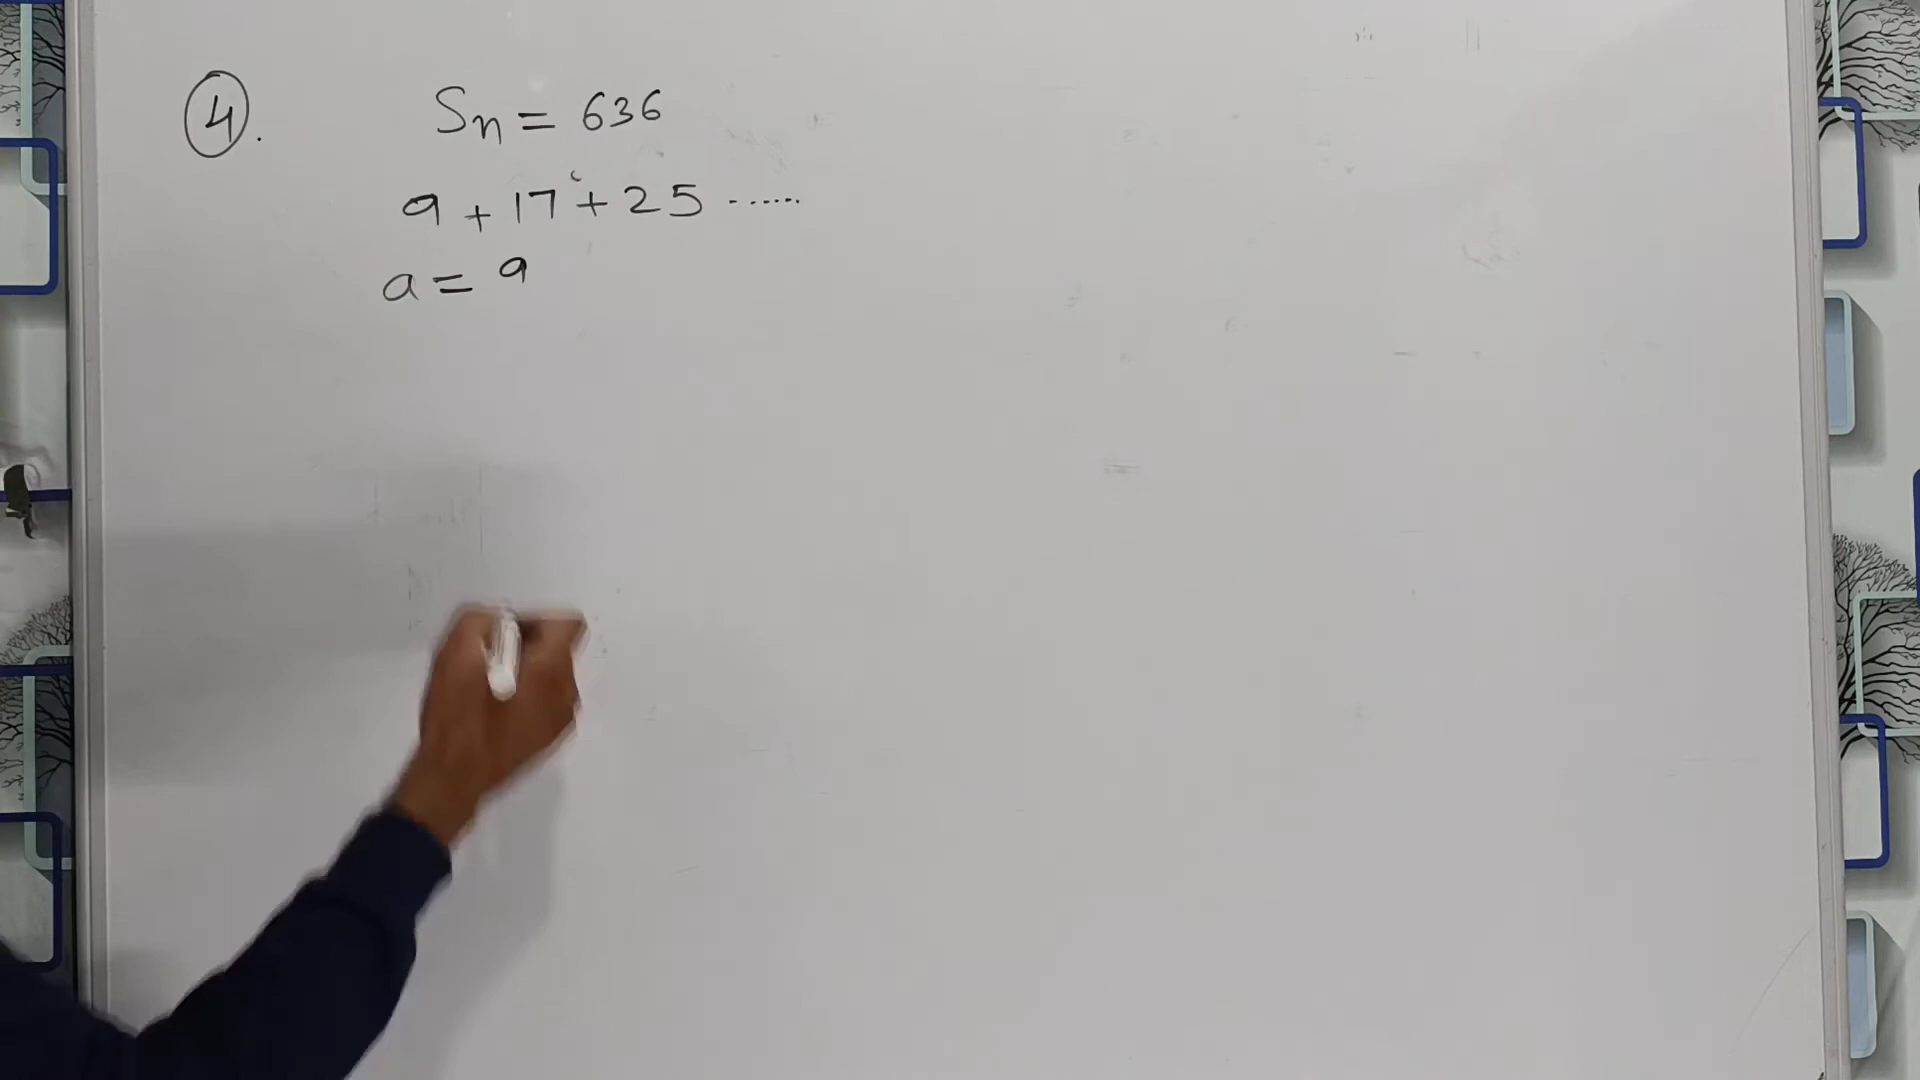 4.
Sn = 636
9 + 17 + 25 ......
a = 9